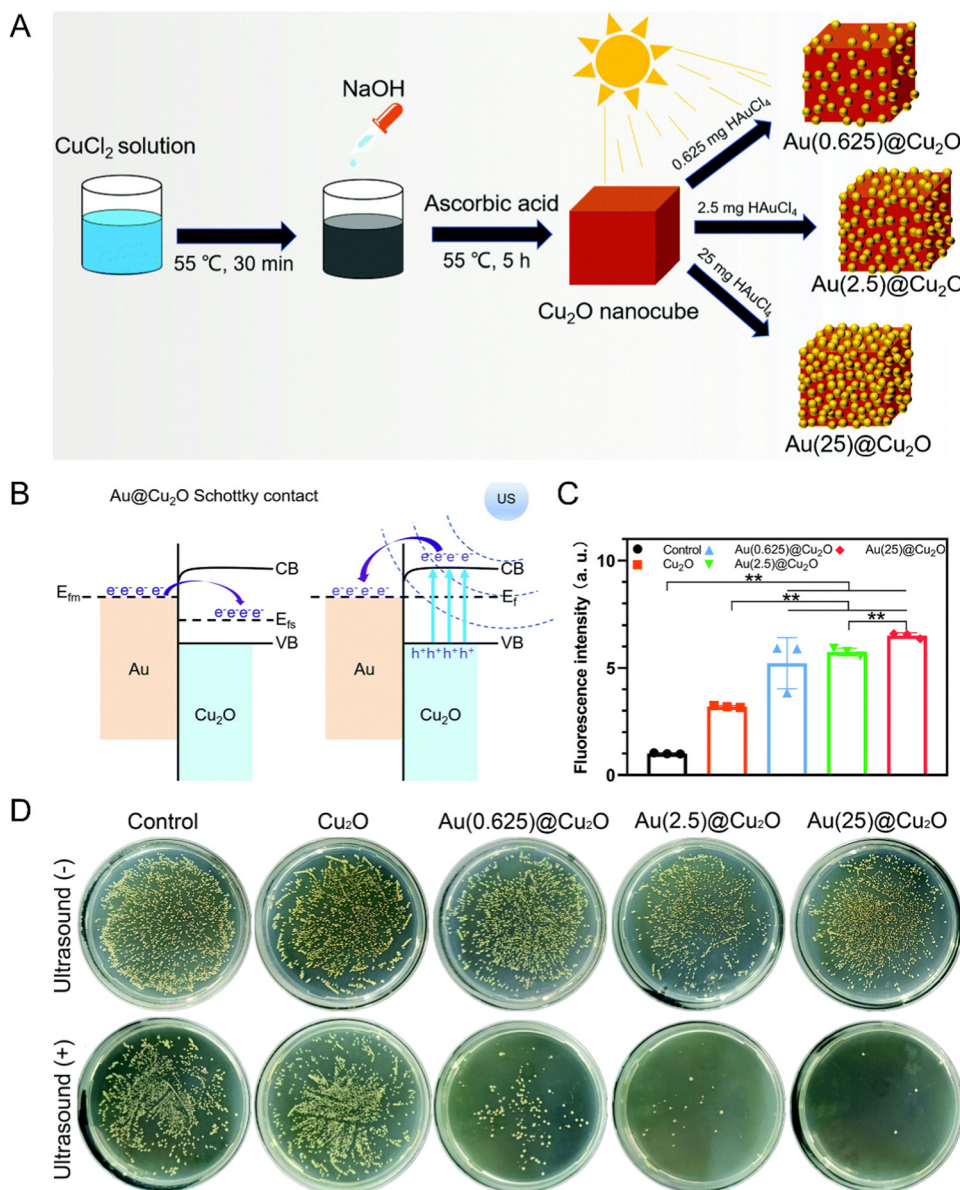 A
CuCl₂ solution
55 ℃, 30 min
NaOH
Ascorbic acid
55 ℃, 5 h
Cu₂O nanocube
0.625 mg HAuCl₄
2.5 mg HAuCl₄
25 mg HAuCl₄
Au(0.625)@Cu₂O
Au(2.5)@Cu₂O
Au(25)@Cu₂O
B
Au@Cu₂O Schottky contact
US
CB
Efm
e⁻e⁻e⁻e⁻e⁻
e⁻e⁻e⁻e⁻
Efs
VB
Au
Cu₂O
e⁻e⁻e⁻ e⁻
CB
e⁻e⁻e⁻ e⁻e⁻
Ef
VB
h⁺h⁺h⁺h⁺
Au
Cu₂O
C
Fluorescence intensity (a. u.)
10
5
0
Control
Au(0.625)@Cu₂O
Au(25)@Cu₂O
Cu₂O
Au(2.5)@Cu₂O
**
**
**
D
Control
Cu₂O
Au(0.625)@Cu₂O
Au(2.5)@Cu₂O
Au(25)@Cu₂O
Ultrasound (-)
Ultrasound (+)